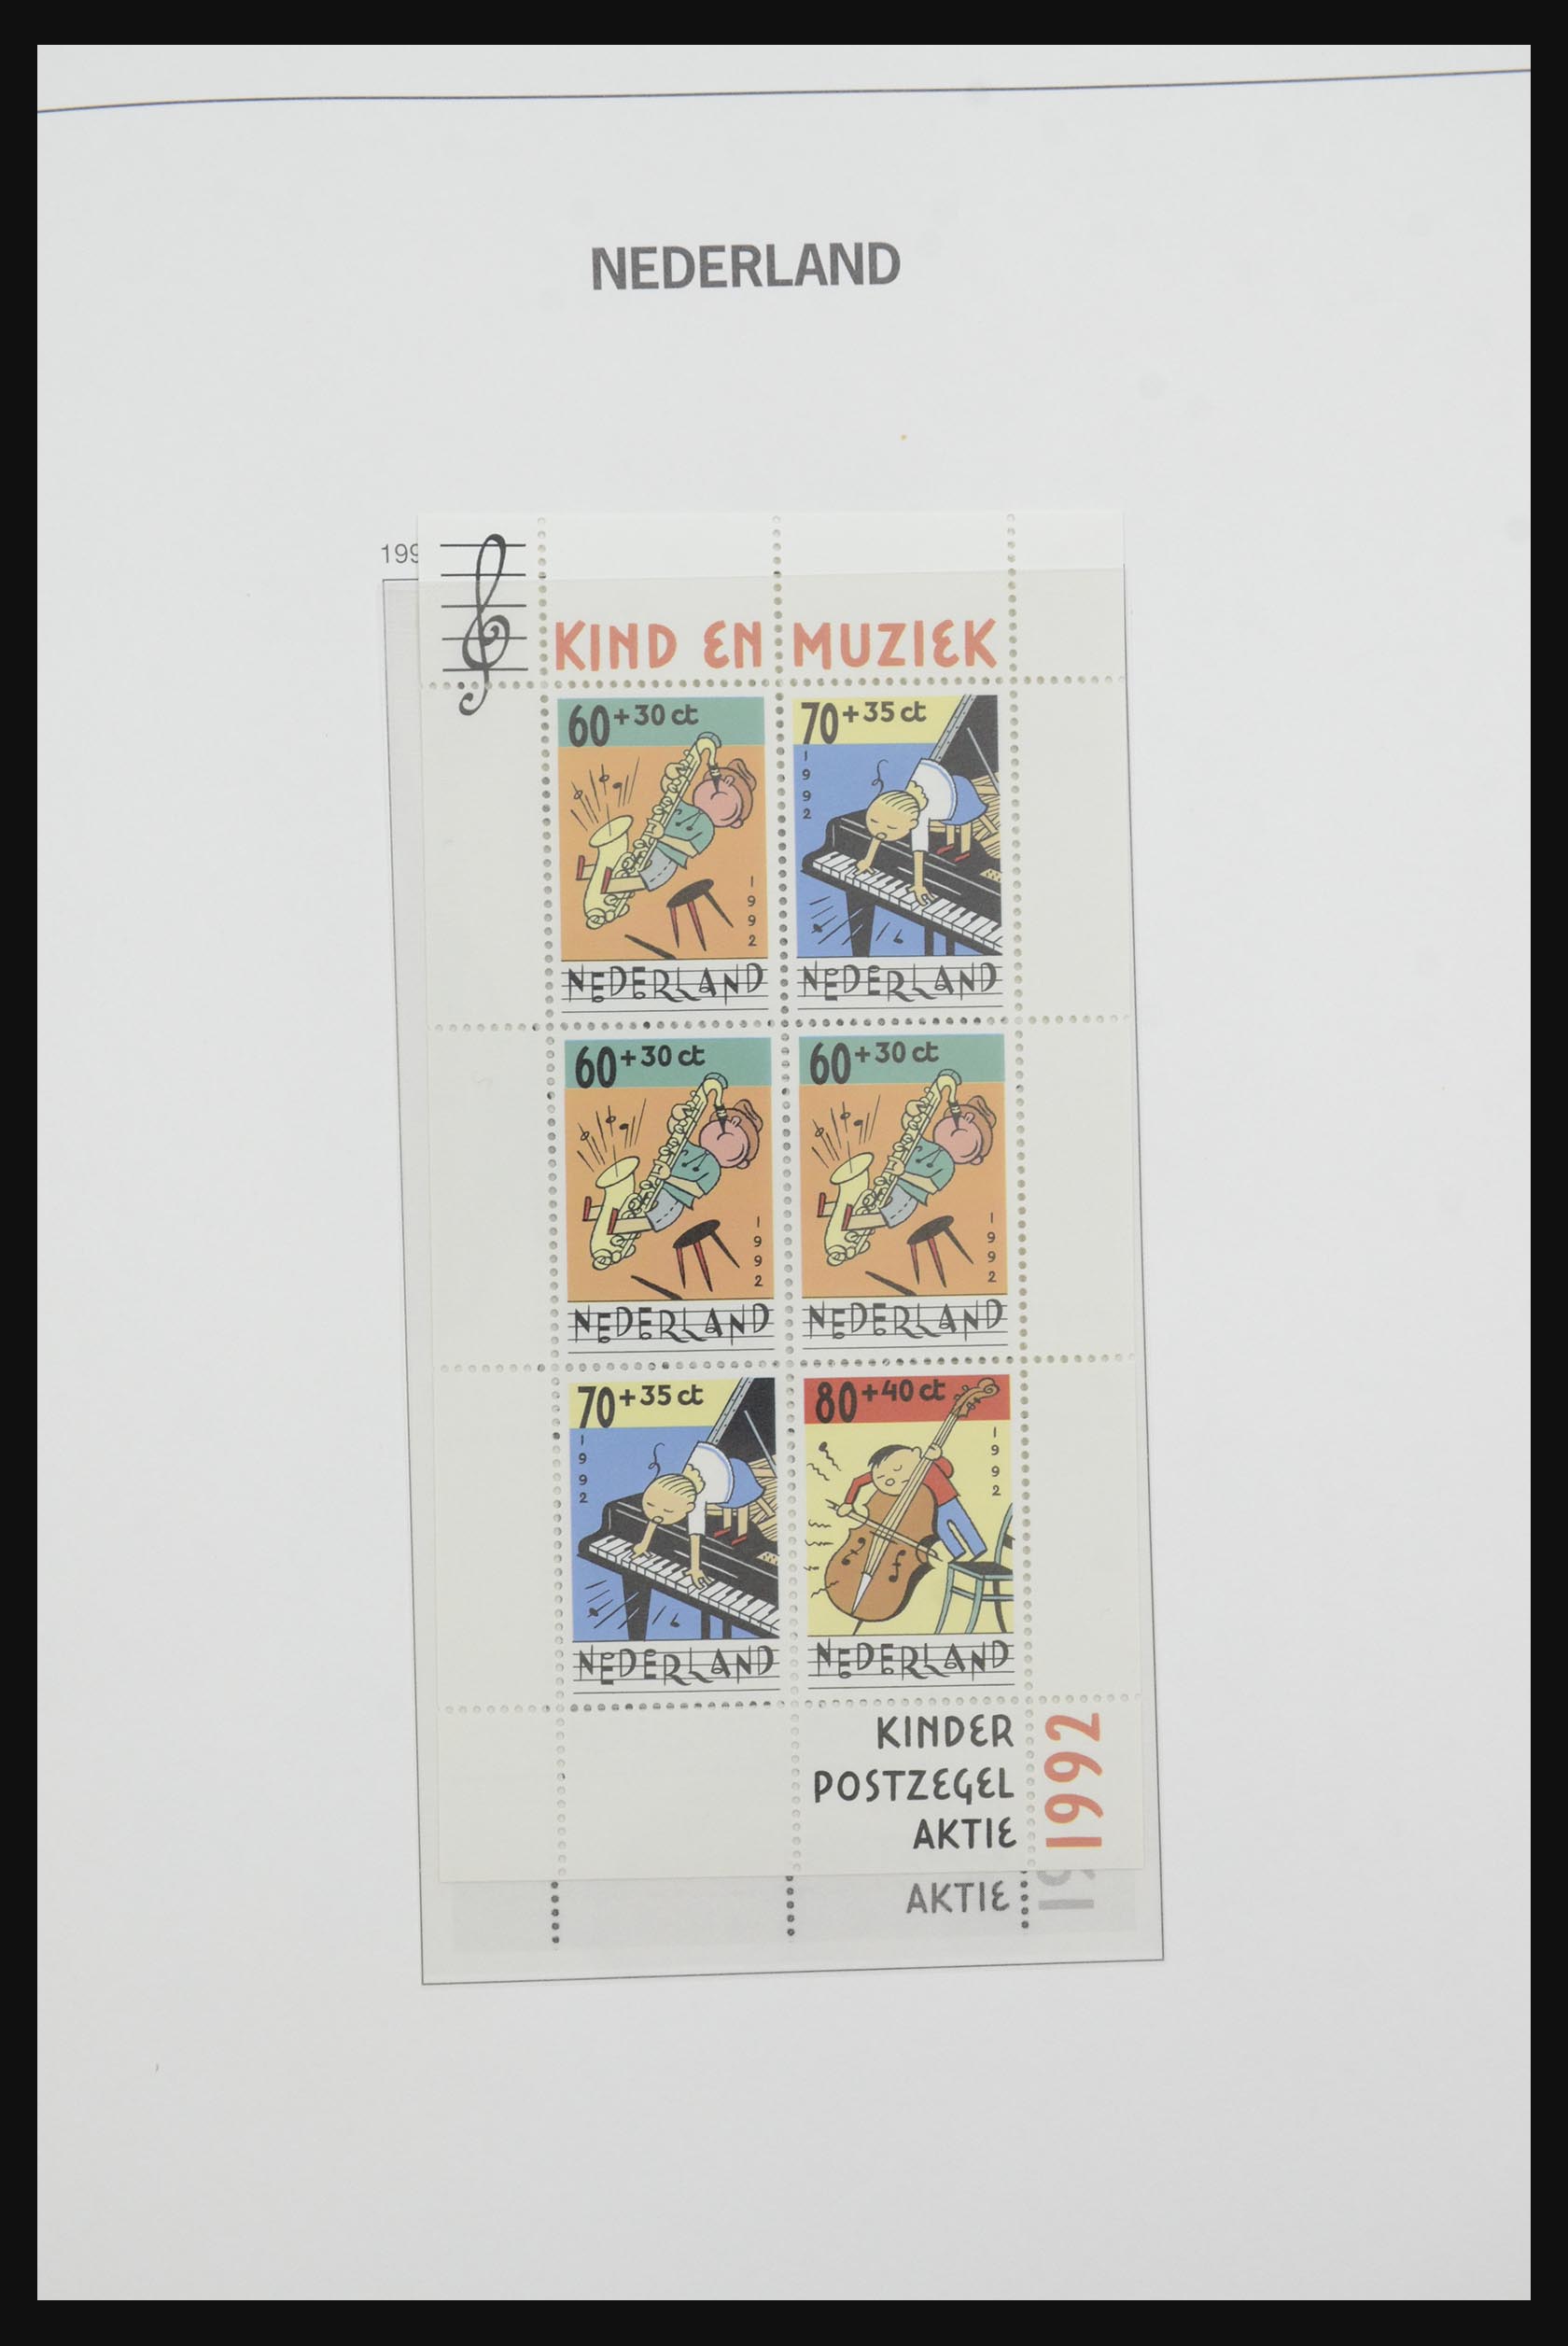 NEDERLAND
199
KIND EN MUZIEK
60+30 ct
1992
NEDERLAND
70+35 ct
1992
NEDERLAND
60+30 ct
1992
NEDERLAND
60+30 ct
1992
NEDERLAND
70+35 ct
1992
NEDERLAND
80+40 ct
1992
NEDERLAND
KINDER
POSTZEGEL
AKTIE
1992
AKTIE
19